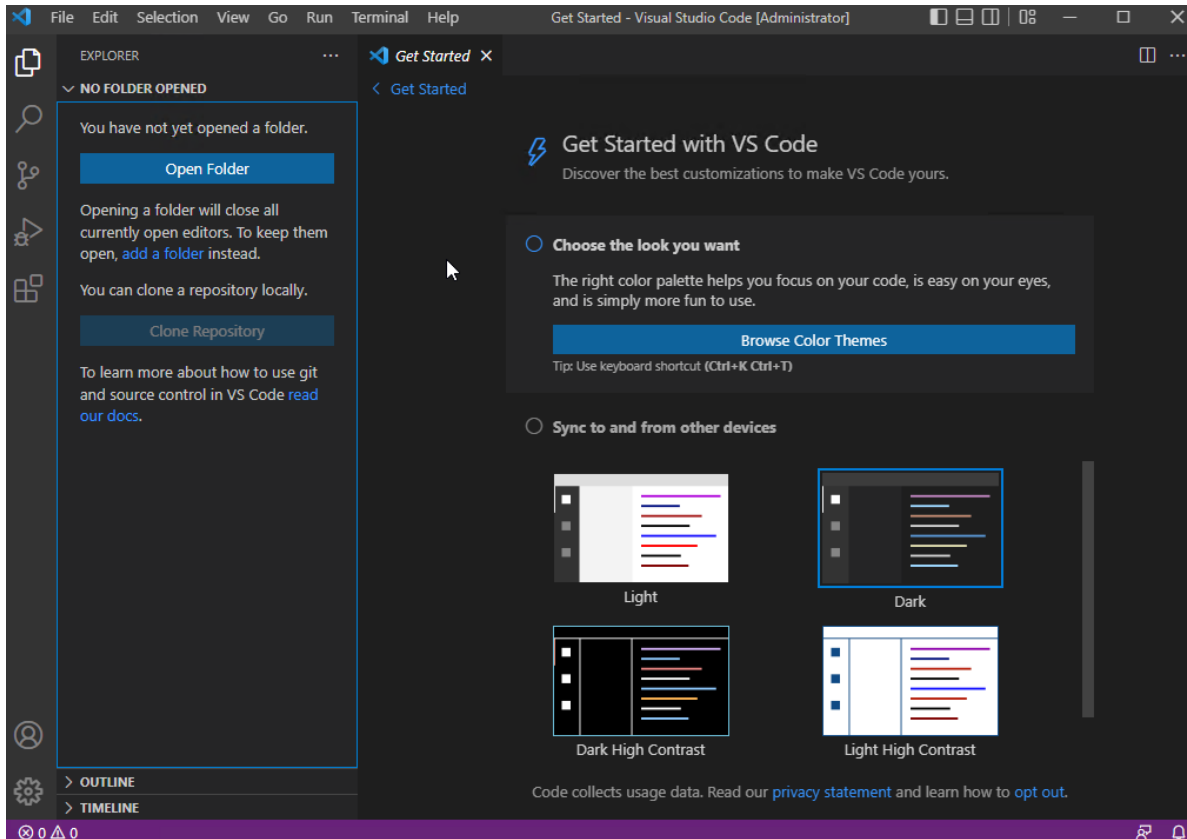 File Edit Selection View Go Run Terminal Help
Get Started - Visual Studio Code [Administrator]
EXPLORER
NO FOLDER OPENED
You have not yet opened a folder.
Open Folder
Opening a folder will close all
currently open editors. To keep them
open, add a folder instead.
You can clone a repository locally.
Clone Repository
To learn more about how to use git
and source control in VS Code read
our docs.
OUTLINE
TIMELINE
Get Started
Get Started
Get Started with VS Code
Discover the best customizations to make VS Code yours.
Choose the look you want
The right color palette helps you focus on your code, is easy on your eyes,
and is simply more fun to use.
Browse Color Themes
Tip: Use keyboard shortcut (Ctrl+K Ctrl+T)
Sync to and from other devices
Light
Dark
Dark High Contrast
Light High Contrast
Code collects usage data. Read our privacy statement and learn how to opt out.
0 0